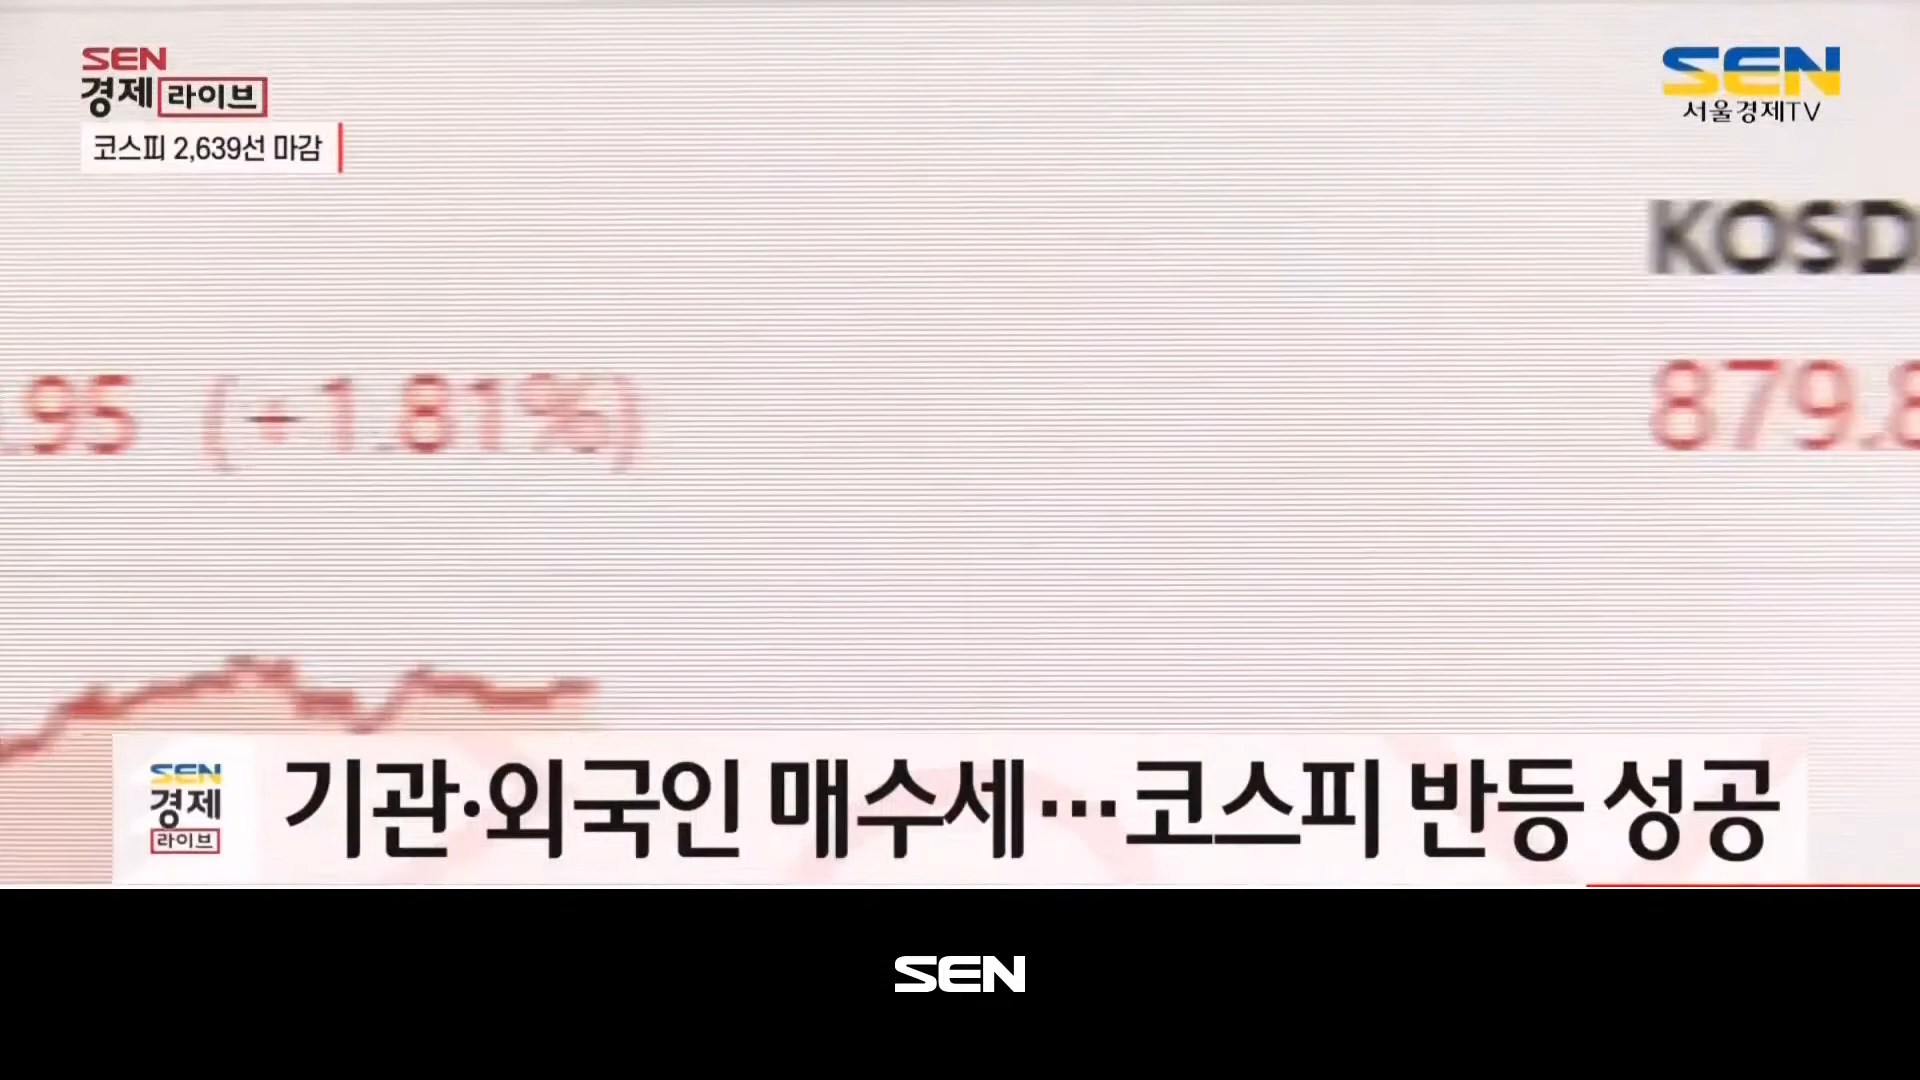 SEN
경제 라이브
코스피 2,639선 마감
SEN
서울경제TV
KOSD
.95 (+1.81%)
879.8
SEN
경제
라이브
기관·외국인 매수세…코스피 반등 성공
SEN